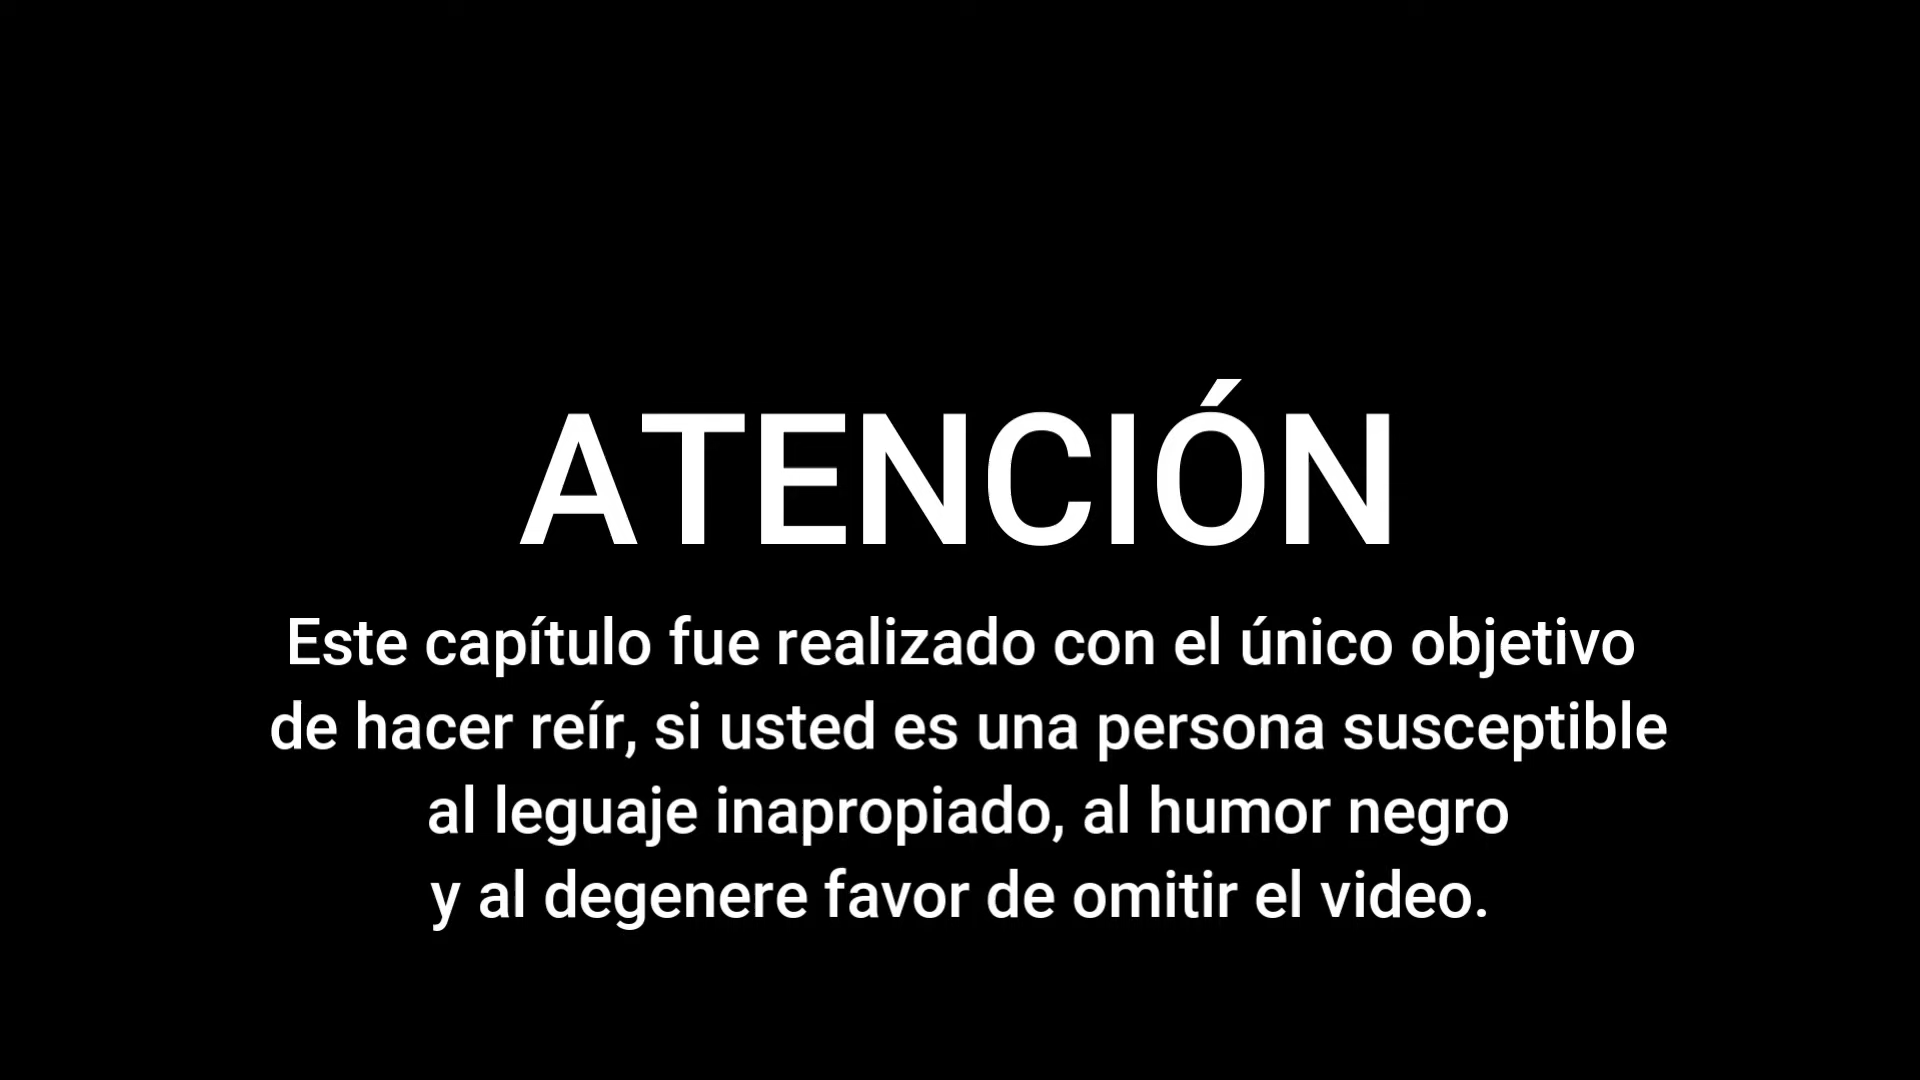 ATENCIÓN
Este capítulo fue realizado con el único objetivo
de hacer reír, si usted es una persona susceptible
al leguaje inapropiado, al humor negro
y al degenere favor de omitir el video.